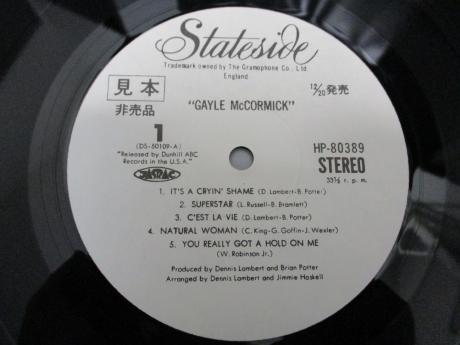 Stateside
Trademark owned by The Gramophone Co., Ltd.
England
見本
非売品
12/20発売
"GAYLE McCORMICK"
1
(DS-50109-A)
"Released by Dunhill ABC
Records in the U.S.A."
JASRAC
HP-80389
STEREO
33⅓ r. p. m.
1. IT'S A CRYIN' SHAME (D. Lambert-B. Potter)
2. SUPERSTAR (L. Russell-B. Bramlett)
3. C'EST LA VIE (D. Lambert-B. Potter)
4. NATURAL WOMAN (C. King-G. Goffin-J. Wexler)
5. YOU REALLY GOT A HOLD ON ME
(W. Robinson Jr.)
Produced by Dennis Lambert and Brian Potter
Arranged by Dennis Lambert and Jimmie Haskell